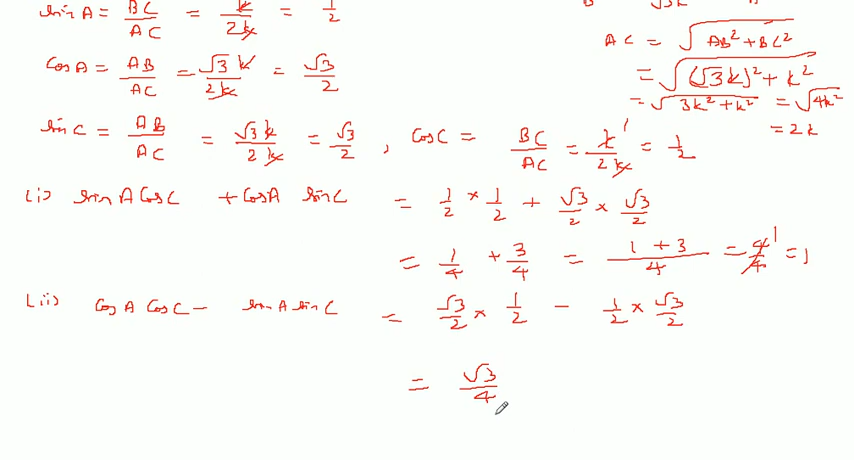 sin A = BC/AC = k/2k = 1/2
B √3k A
AC = √(AB² + BC²)
= √((√3k)² + k²)
= √(3k² + k²) = √(4k²)
= 2k
cos A = AB/AC = √3k/2k = √3/2
sin C = AB/AC = √3k/2k = √3/2 , cos C = BC/AC = k/2k = 1/2
(i) sin A cos C + cos A sin C = 1/2 × 1/2 + √3/2 × √3/2
= 1/4 + 3/4 = (1 + 3)/4 = 4/4 = 1
(ii) cos A cos C - sin A sin C = √3/2 × 1/2 - 1/2 × √3/2
= √3/4